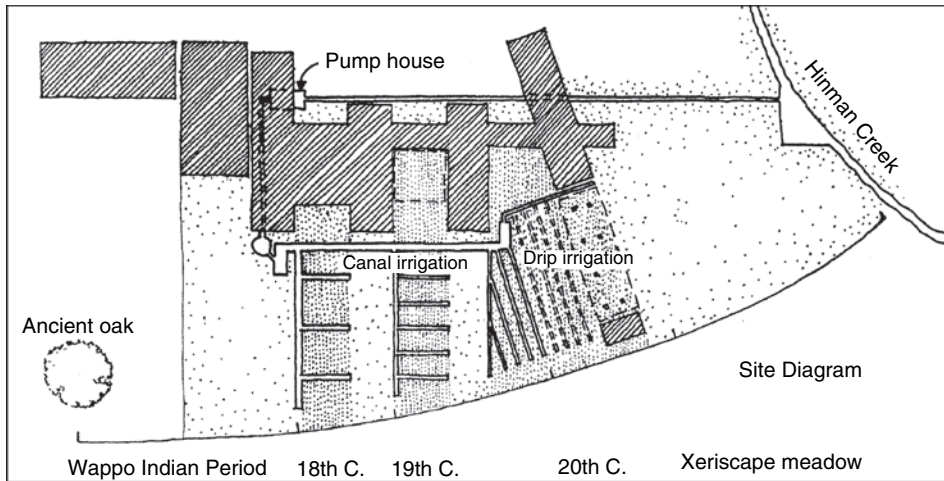 Pump house
Hinman Creek
Canal irrigation
Drip irrigation
Ancient oak
Site Diagram
Wappo Indian Period
18th C.
19th C.
20th C.
Xeriscape meadow